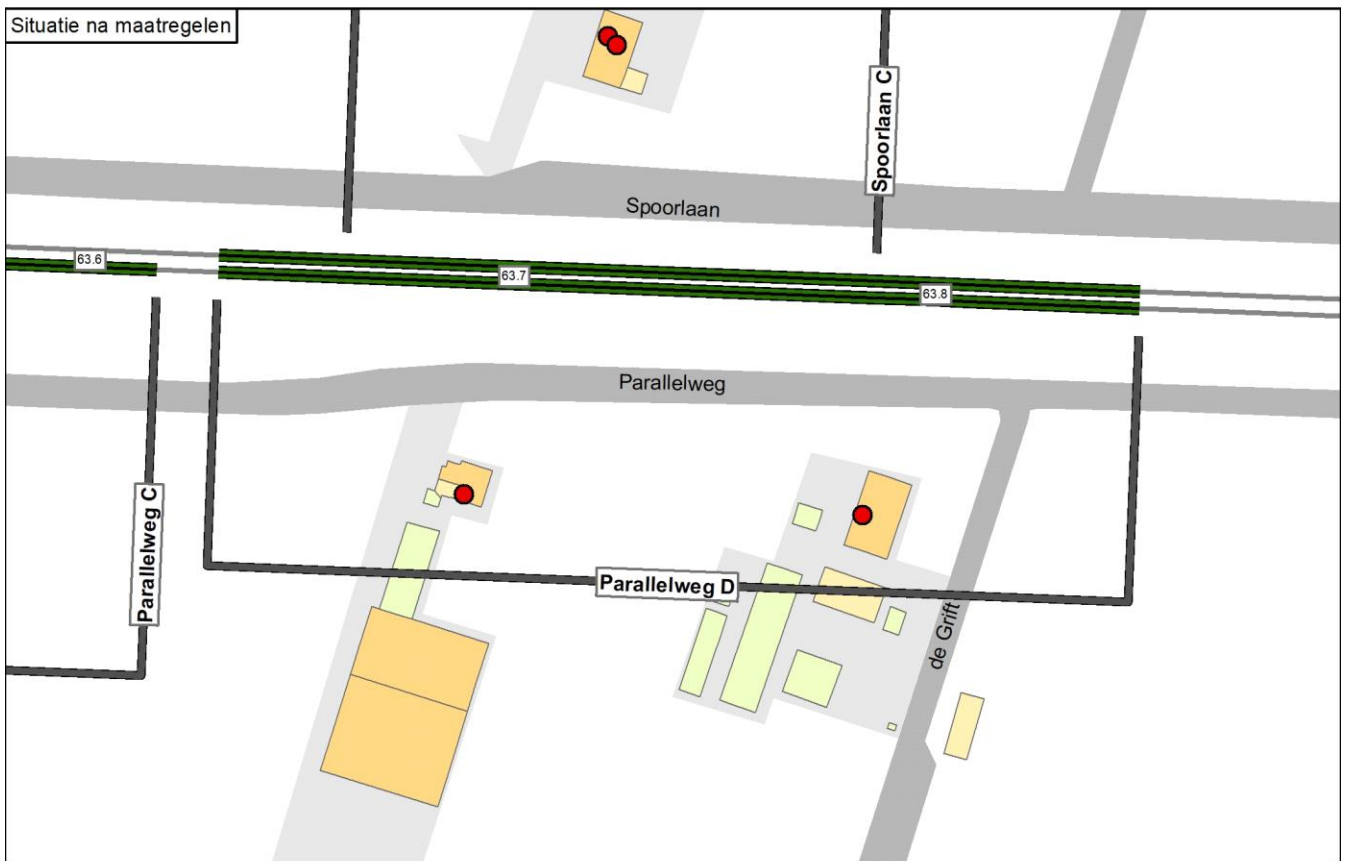 Situatie na maatregelen
Spoorlaan C
Spoorlaan
63.6
63.7
63.8
Parallelweg
Parallelweg C
Parallelweg D
de Grift